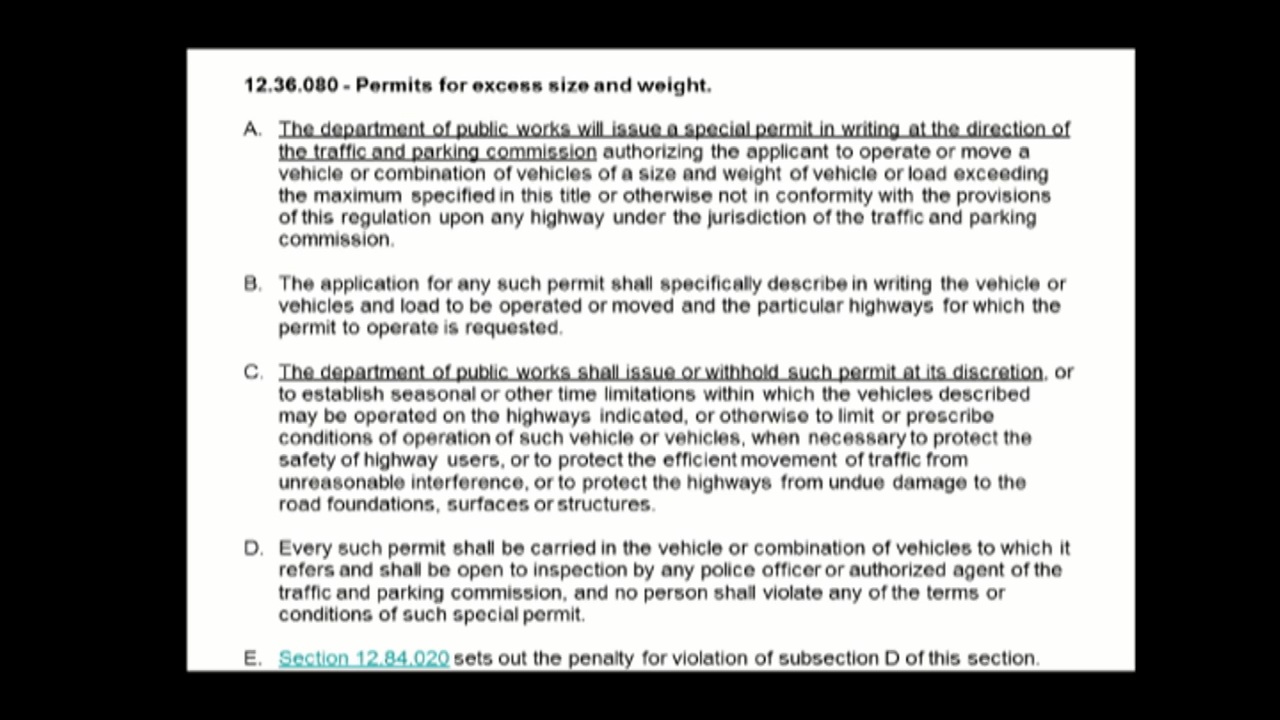 12.36.080 - Permits for excess size and weight.
A. The department of public works will issue a special permit in writing at the direction of
the traffic and parking commission authorizing the applicant to operate or move a
vehicle or combination of vehicles of a size and weight of vehicle or load exceeding
the maximum specified in this title or otherwise not in conformity with the provisions
of this regulation upon any highway under the jurisdiction of the traffic and parking
commission.
B. The application for any such permit shall specifically describe in writing the vehicle or
vehicles and load to be operated or moved and the particular highways for which the
permit to operate is requested.
C. The department of public works shall issue or withhold such permit at its discretion, or
to establish seasonal or other time limitations within which the vehicles described
may be operated on the highways indicated, or otherwise to limit or prescribe
conditions of operation of such vehicle or vehicles, when necessary to protect the
safety of highway users, or to protect the efficient movement of traffic from
unreasonable interference, or to protect the highways from undue damage to the
road foundations, surfaces or structures.
D. Every such permit shall be carried in the vehicle or combination of vehicles to which it
refers and shall be open to inspection by any police officer or authorized agent of the
traffic and parking commission, and no person shall violate any of the terms or
conditions of such special permit.
E. Section 12.84.020 sets out the penalty for violation of subsection D of this section.